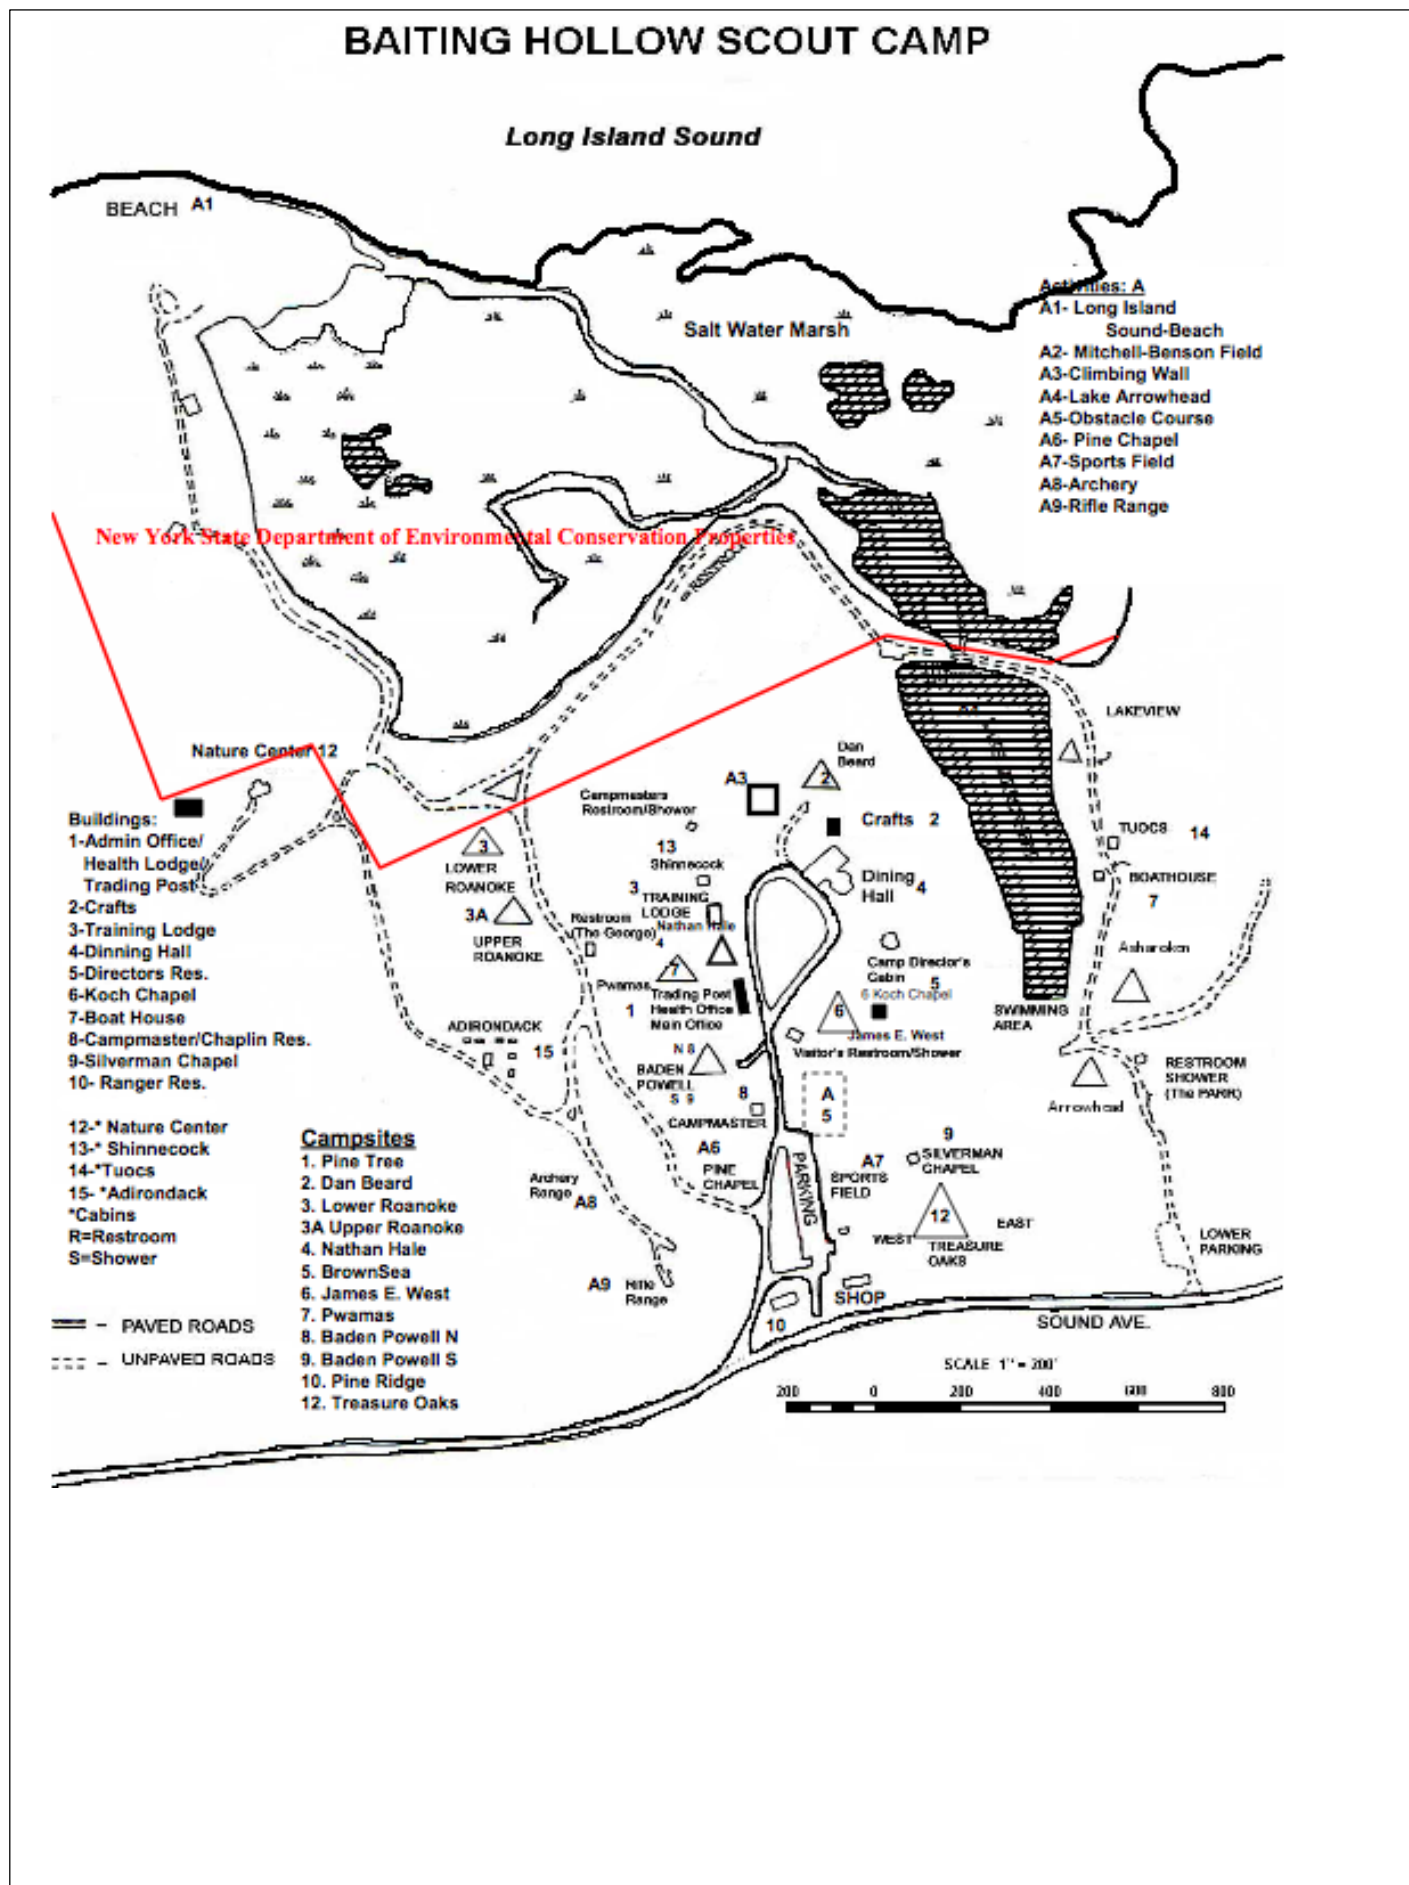 BAITING HOLLOW SCOUT CAMP
Long Island Sound
BEACH A1
Salt Water Marsh
Activities: A
A1- Long Island
Sound-Beach
A2- Mitchell-Benson Field
A3-Climbing Wall
A4-Lake Arrowhead
A5-Obstacle Course
A6- Pine Chapel
A7-Sports Field
A8-Archery
A9-Rifle Range
New York State Department of Environmental Conservation Properties
LAKEVIEW
Nature Center 12
Dan
Beard
2
A3
Campmasters
Restroom/Shower
Crafts 2
TUOCS 14
13
Shinnecock
3
LOWER
ROANOKE
3
TRAINING
LODGE
Dining
Hall 4
BOATHOUSE
7
3A
UPPER
ROANOKE
Restroom
(The George)
Nathan Hale
4
Asharoken
Camp Director's
Cabin 5
6 Koch Chapel
7
Pwamas
1
Trading Post
Health Office
Main Office
6
James E. West
Visitor's Restroom/Shower
SWIMMING
AREA
ADIRONDACK
15
N 8
BADEN
POWELL
S 9
8
CAMPMASTER
A
5
RESTROOM
SHOWER
(The PARR)
Arrowhead
A6
PINE
CHAPEL
PARKING
A7
SPORTS
FIELD
9
SILVERMAN
CHAPEL
Archery
Range A8
12
WEST
EAST
TREASURE
OAKS
LOWER
PARKING
A9
Rifle
Range
SHOP
10
SOUND AVE.
Buildings:
1-Admin Office/
Health Lodge/
Trading Post
2-Crafts
3-Training Lodge
4-Dinning Hall
5-Directors Res.
6-Koch Chapel
7-Boat House
8-Campmaster/Chaplin Res.
9-Silverman Chapel
10- Ranger Res.
12-* Nature Center
13-* Shinnecock
14-*Tuocs
15- *Adirondack
*Cabins
R=Restroom
S=Shower
Campsites
1. Pine Tree
2. Dan Beard
3. Lower Roanoke
3A Upper Roanoke
4. Nathan Hale
5. BrownSea
6. James E. West
7. Pwamas
8. Baden Powell N
9. Baden Powell S
10. Pine Ridge
12. Treasure Oaks
- PAVED ROADS
- UNPAVED ROADS
SCALE 1" = 200'
200 0 200 400 600 800